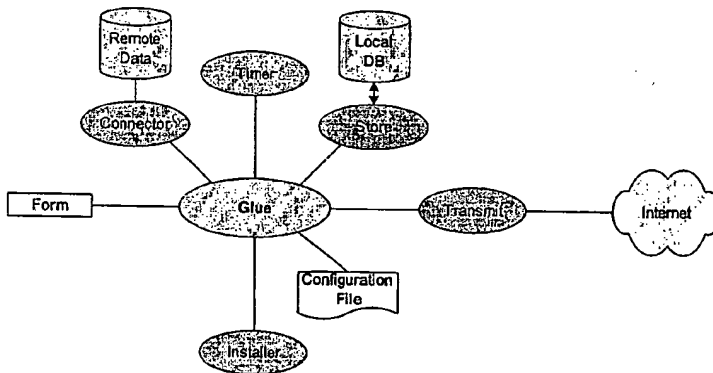 Remote
Data
Local
DB
Timer
Connector
Store
Form
Glue
Transmit
Internet
Configuration
File
Installer